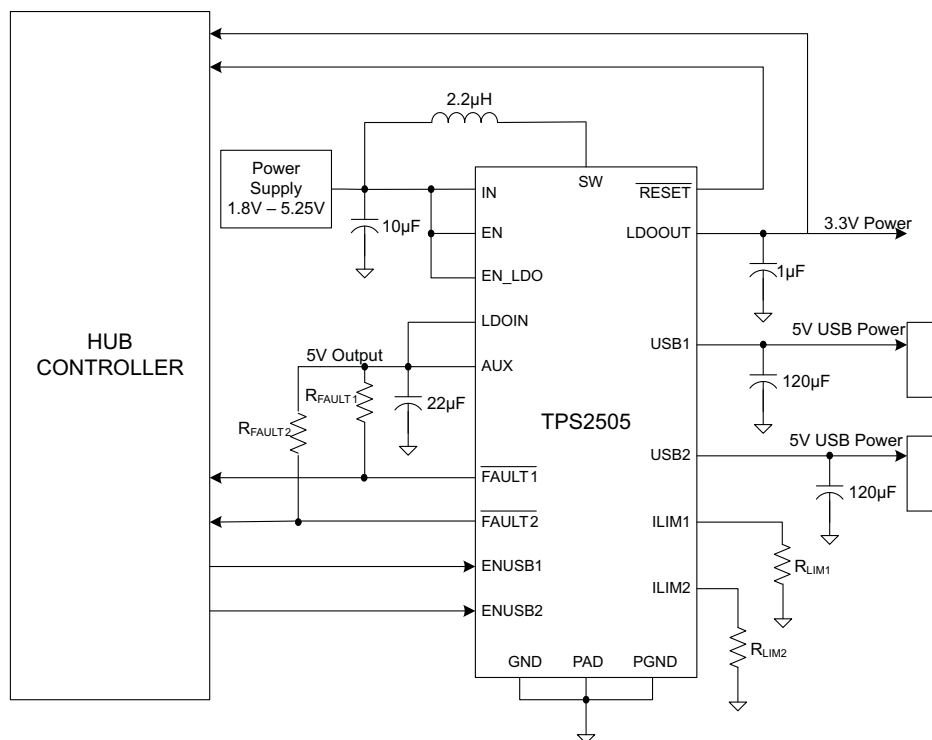 2.2µH
Power
Supply
1.8V – 5.25V
10µF
SW
IN
EN
EN_LDO
LDOIN
AUX
5V Output
RFAULT1
RFAULT2
22µF
FAULT1
FAULT2
ENUSB1
ENUSB2
HUB
CONTROLLER
TPS2505
RESET
LDOOUT
3.3V Power
1µF
USB1
5V USB Power
120µF
USB2
5V USB Power
120µF
ILIM1
RLIM1
ILIM2
RLIM2
GND
PAD
PGND